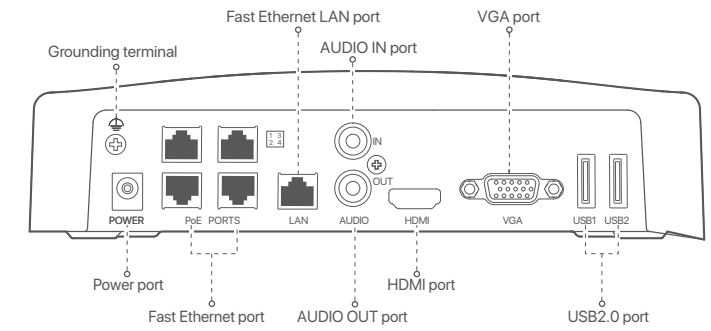 Fast Ethernet LAN port
VGA port
Grounding terminal
AUDIO IN port
IN
1 3
2 4
OUT
POWER
PoE PORTS
LAN
AUDIO
HDMI
VGA
USB1
USB2
Power port
HDMI port
Fast Ethernet port
AUDIO OUT port
USB2.0 port